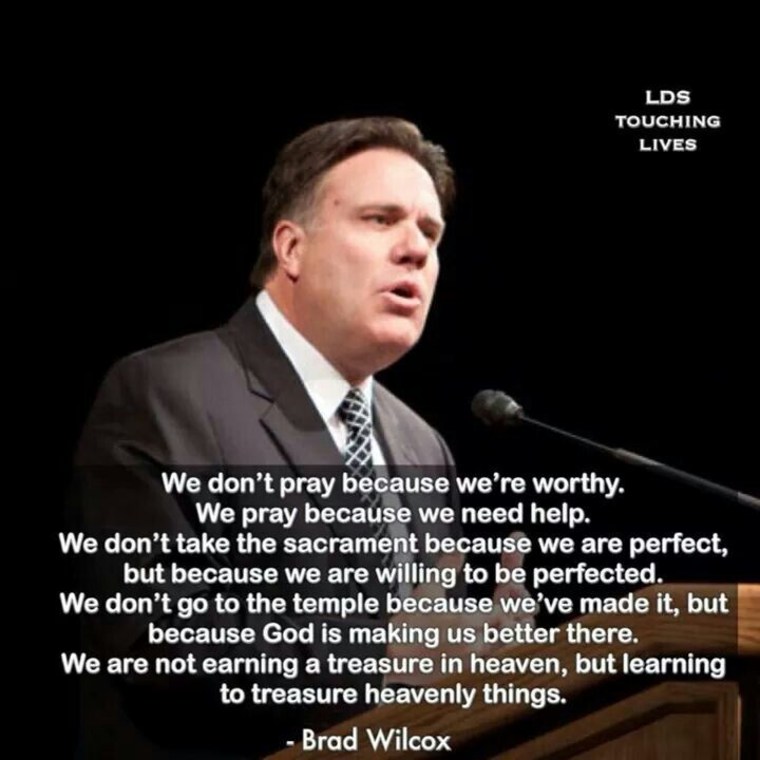 LDS
TOUCHING
LIVES
We don't pray because we're worthy.
We pray because we need help.
We don't take the sacrament because we are perfect,
but because we are willing to be perfected.
We don't go to the temple because we've made it, but
because God is making us better there.
We are not earning a treasure in heaven, but learning
to treasure heavenly things.
- Brad Wilcox